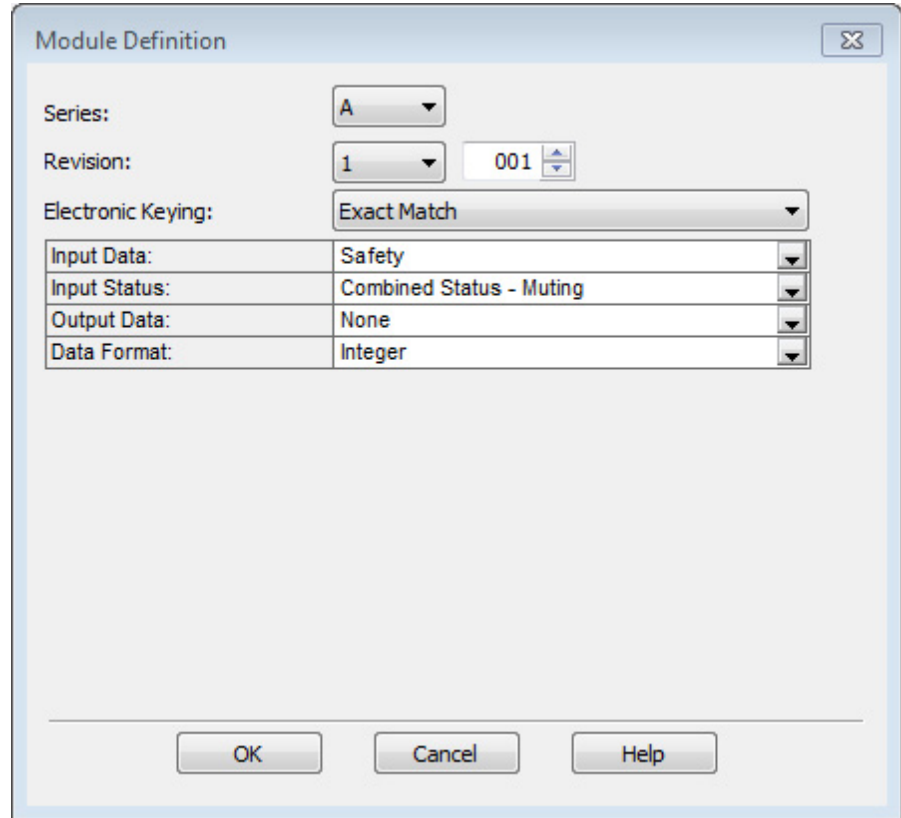 Module Definition
Series: A
Revision: 1 001
Electronic Keying: Exact Match
Input Data: Safety
Input Status: Combined Status - Muting
Output Data: None
Data Format: Integer
OK Cancel Help